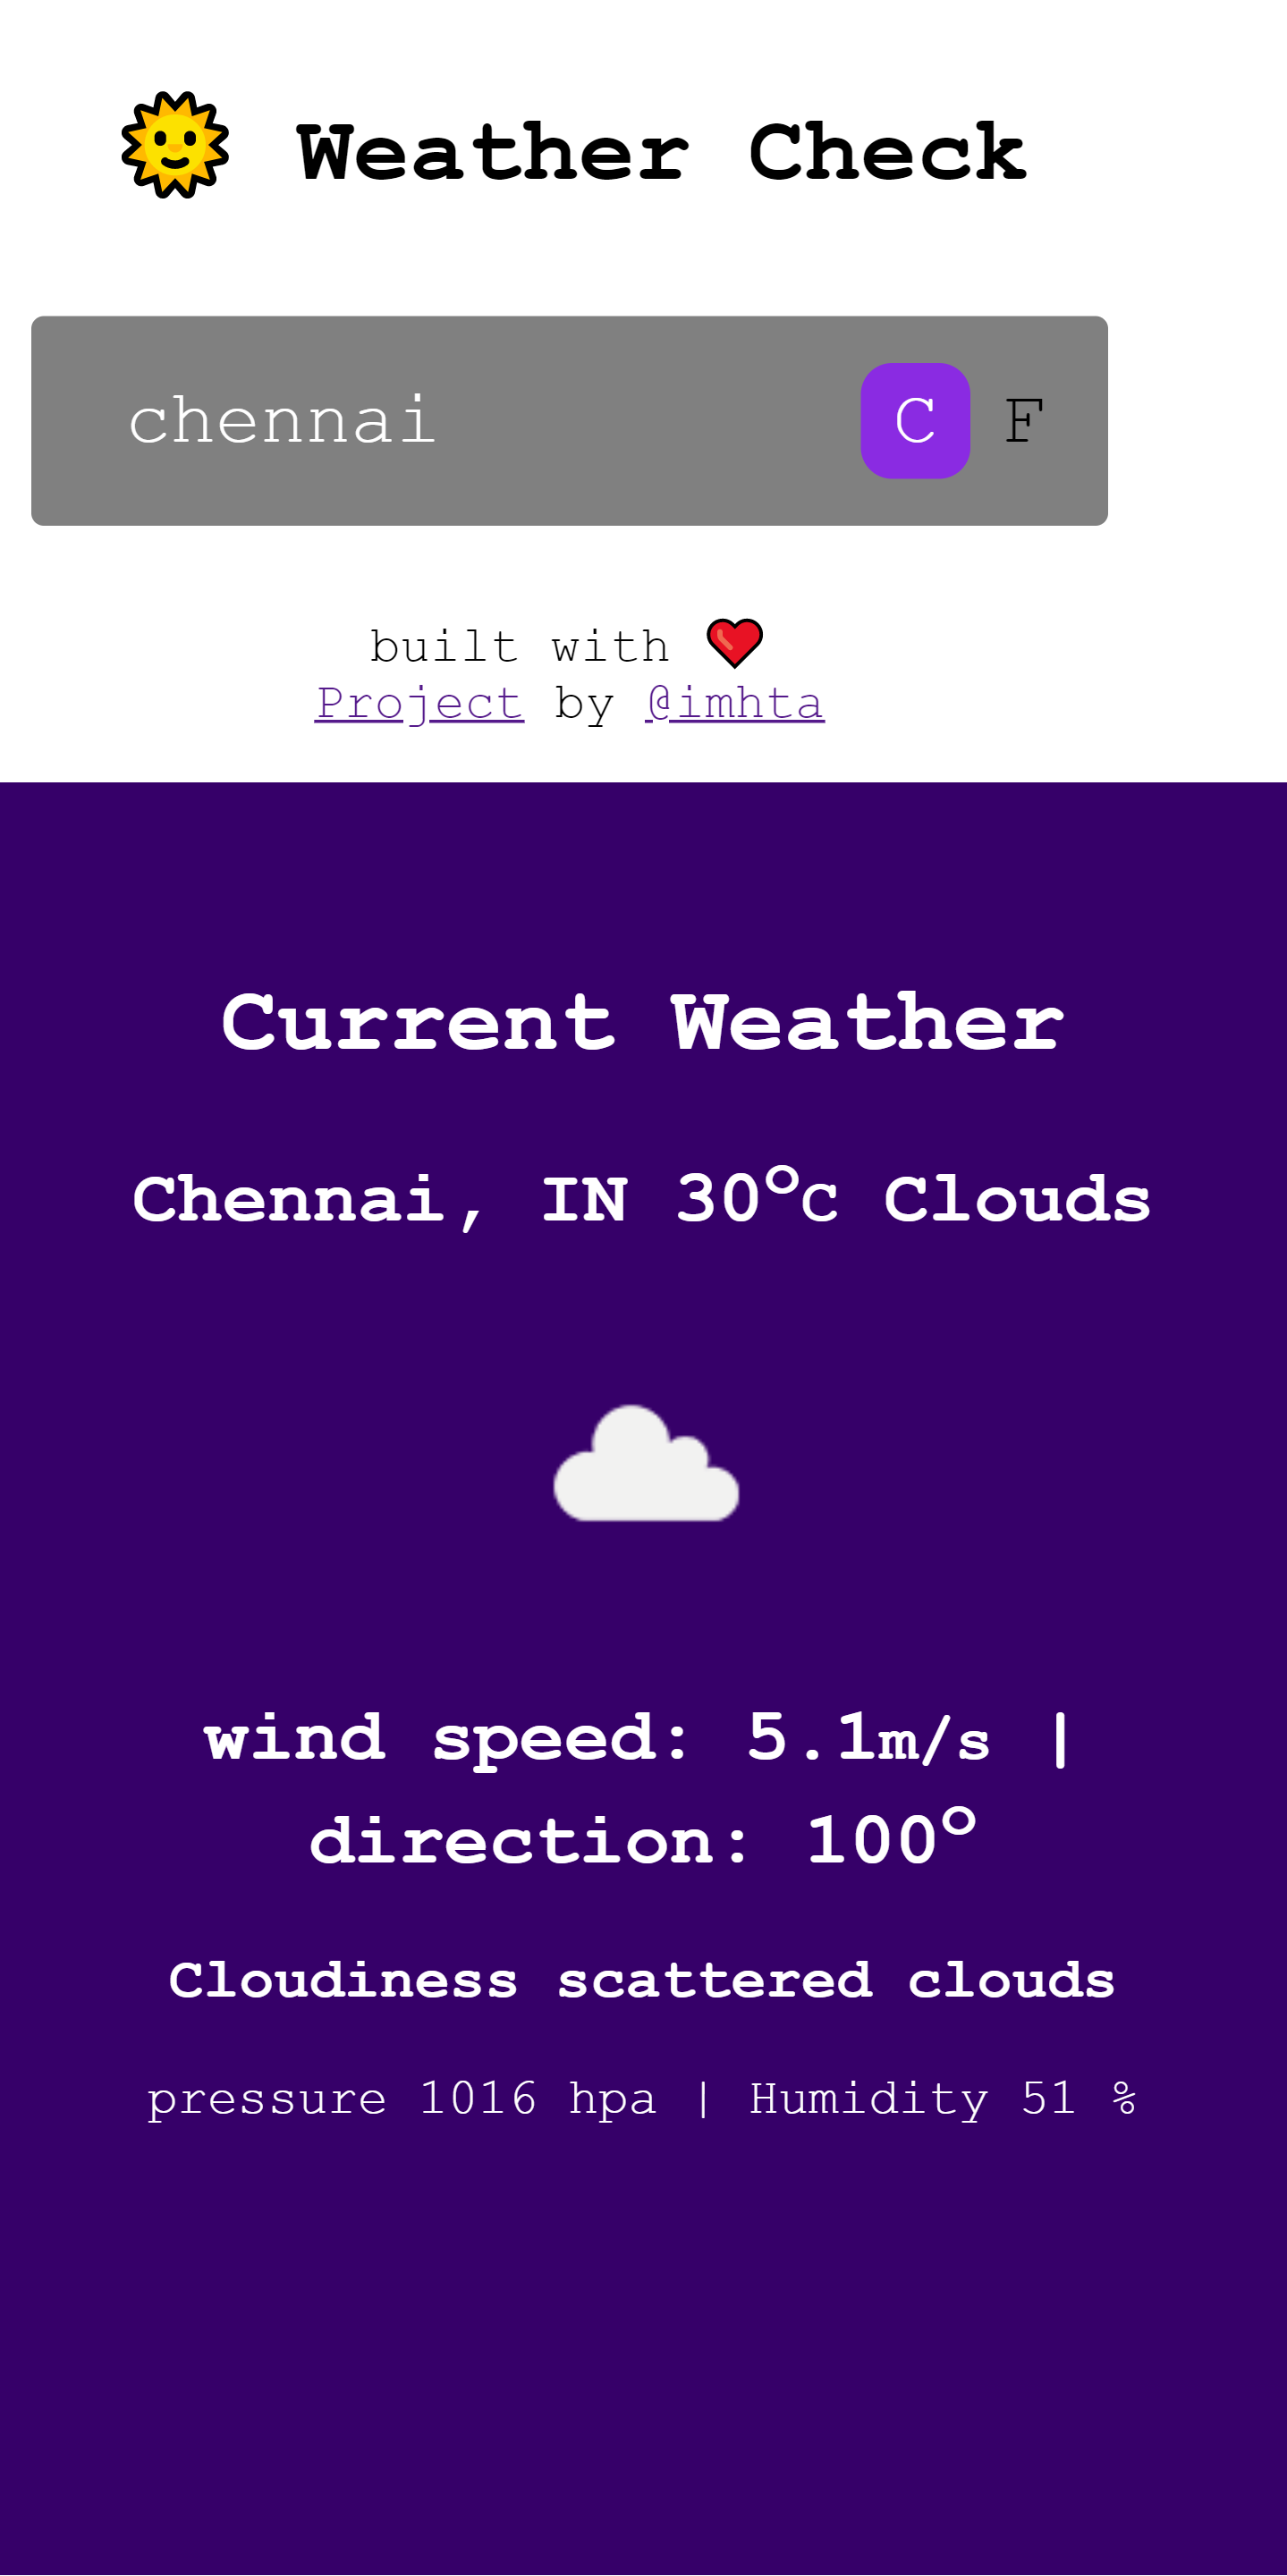 Weather Check
chennai C F
built with
Project by @imhta
Current Weather
Chennai, IN 30°C Clouds
wind speed: 5.1m/s |
direction: 100°
Cloudiness scattered clouds
pressure 1016 hpa | Humidity 51 %